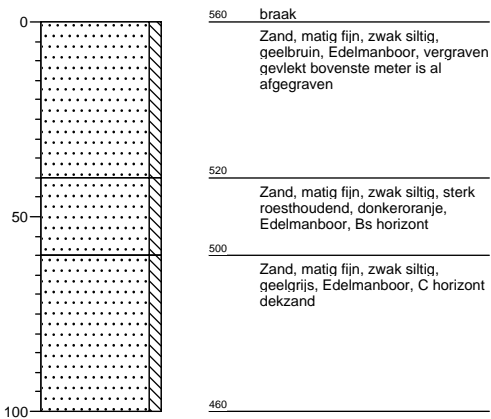 0
560 braak
Zand, matig fijn, zwak siltig,
geelbruin, Edelmanboor, vergraven
gevlekt bovenste meter is al
afgegraven
520
Zand, matig fijn, zwak siltig, sterk
roesthoudend, donkeroranje,
Edelmanboor, Bs horizont
50
500
Zand, matig fijn, zwak siltig,
geelgrijs, Edelmanboor, C horizont
dekzand
100
460